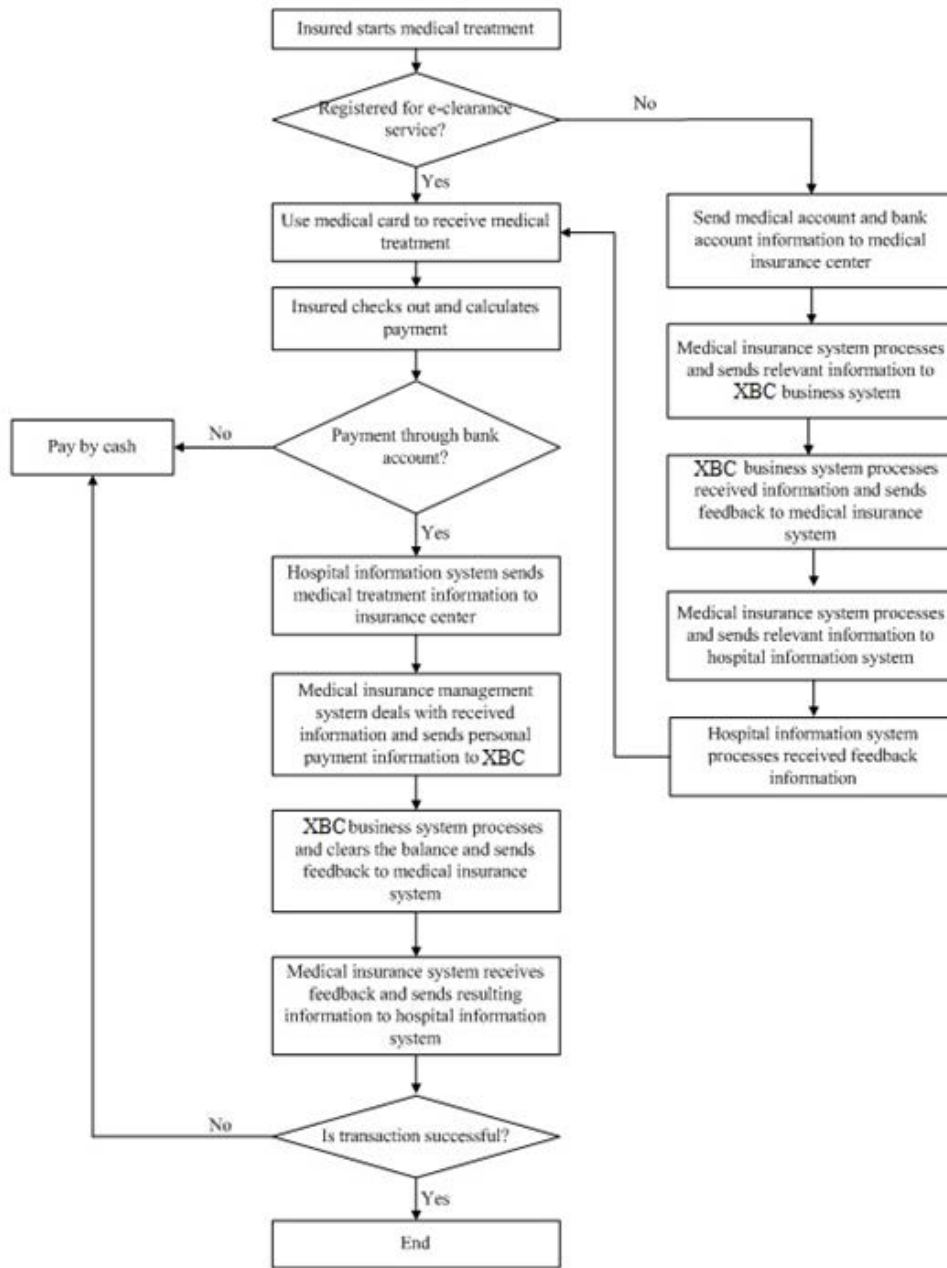 Insured starts medical treatment
Registered for e-clearance
service?
No
Yes
Use medical card to receive medical
treatment
Send medical account and bank
account information to medical
insurance center
Insured checks out and calculates
payment
Medical insurance system processes
and sends relevant information to
XBC business system
Pay by cash
No
Payment through bank
account?
XBC business system processes
received information and sends
feedback to medical insurance
system
Yes
Hospital information system sends
medical treatment information to
insurance center
Medical insurance system processes
and sends relevant information to
hospital information system
Medical insurance management
system deals with received
information and sends personal
payment information to XBC
Hospital information system
processes received feedback
information
XBC business system processes
and clears the balance and sends
feedback to medical insurance
system
Medical insurance system receives
feedback and sends resulting
information to hospital information
system
No
Is transaction successful?
Yes
End